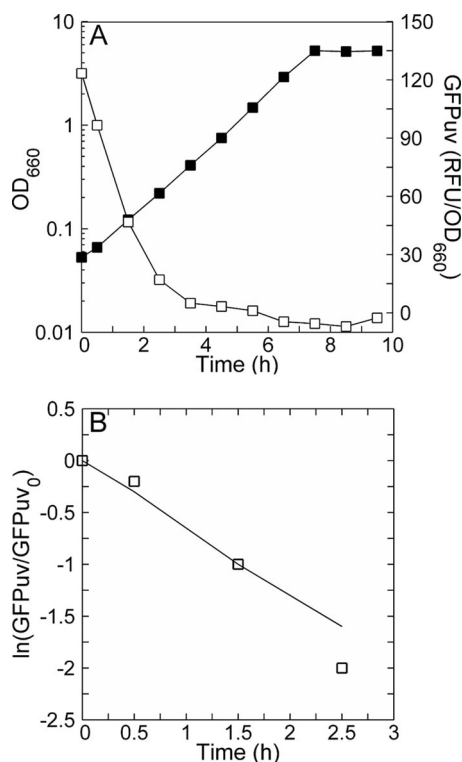 A
10
1
0.1
0.01
OD660
150
120
90
60
30
0
GFPuv (RFU/OD660)
0 2 4 6 8 10
Time (h)
B
0.5
0
-0.5
-1
-1.5
-2
-2.5
ln(GFPuv/GFPuv0)
0 0.5 1 1.5 2 2.5 3
Time (h)